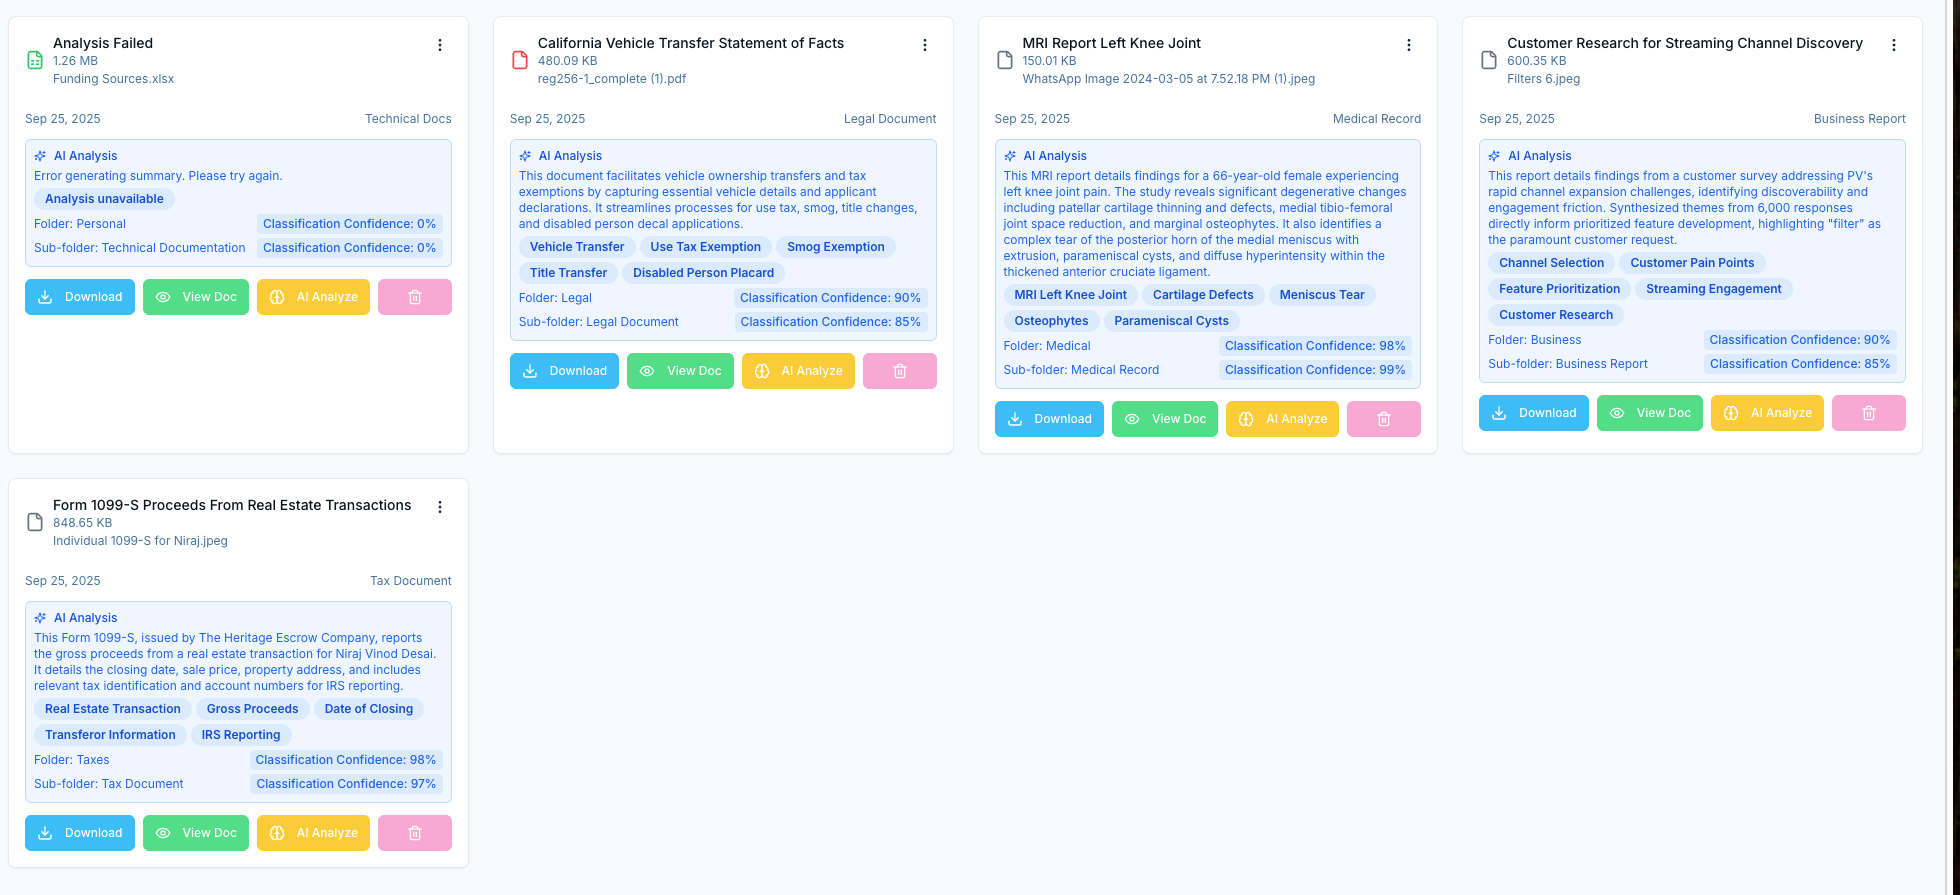 Analysis Failed
1.26 MB
Funding Sources.xlsx
Sep 25, 2025
Technical Docs
AI Analysis
Error generating summary. Please try again.
Analysis unavailable
Folder: Personal
Classification Confidence: 0%
Sub-folder: Technical Documentation
Classification Confidence: 0%
Download
View Doc
AI Analyze
California Vehicle Transfer Statement of Facts
480.09 KB
reg256-1_complete (1).pdf
Sep 25, 2025
Legal Document
AI Analysis
This document facilitates vehicle ownership transfers and tax
exemptions by capturing essential vehicle details and applicant
declarations. It streamlines processes for use tax, smog, title changes,
and disabled person decal applications.
Vehicle Transfer
Use Tax Exemption
Smog Exemption
Title Transfer
Disabled Person Placard
Folder: Legal
Classification Confidence: 90%
Sub-folder: Legal Document
Classification Confidence: 85%
Download
View Doc
AI Analyze
MRI Report Left Knee Joint
150.01 KB
WhatsApp Image 2024-03-05 at 7.52.18 PM (1).jpeg
Sep 25, 2025
Medical Record
AI Analysis
This MRI report details findings for a 66-year-old female experiencing
left knee joint pain. The study reveals significant degenerative changes
including patellar cartilage thinning and defects, medial tibio-femoral
joint space reduction, and marginal osteophytes. It also identifies a
complex tear of the posterior horn of the medial meniscus with
extrusion, parameniscal cysts, and diffuse hyperintensity within the
thickened anterior cruciate ligament.
MRI Left Knee Joint
Cartilage Defects
Meniscus Tear
Osteophytes
Parameniscal Cysts
Folder: Medical
Classification Confidence: 98%
Sub-folder: Medical Record
Classification Confidence: 99%
Download
View Doc
AI Analyze
Customer Research for Streaming Channel Discovery
600.35 KB
Filters 6.jpeg
Sep 25, 2025
Business Report
AI Analysis
This report details findings from a customer survey addressing PV's
rapid channel expansion challenges, identifying discoverability and
engagement friction. Synthesized themes from 6,000 responses
directly inform prioritized feature development, highlighting "filter" as
the paramount customer request.
Channel Selection
Customer Pain Points
Feature Prioritization
Streaming Engagement
Customer Research
Folder: Business
Classification Confidence: 90%
Sub-folder: Business Report
Classification Confidence: 85%
Download
View Doc
AI Analyze
Form 1099-S Proceeds From Real Estate Transactions
848.65 KB
Individual 1099-S for Niraj.jpeg
Sep 25, 2025
Tax Document
AI Analysis
This Form 1099-S, issued by The Heritage Escrow Company, reports
the gross proceeds from a real estate transaction for Niraj Vinod Desai.
It details the closing date, sale price, property address, and includes
relevant tax identification and account numbers for IRS reporting.
Real Estate Transaction
Gross Proceeds
Date of Closing
Transferor Information
IRS Reporting
Folder: Taxes
Classification Confidence: 98%
Sub-folder: Tax Document
Classification Confidence: 97%
Download
View Doc
AI Analyze